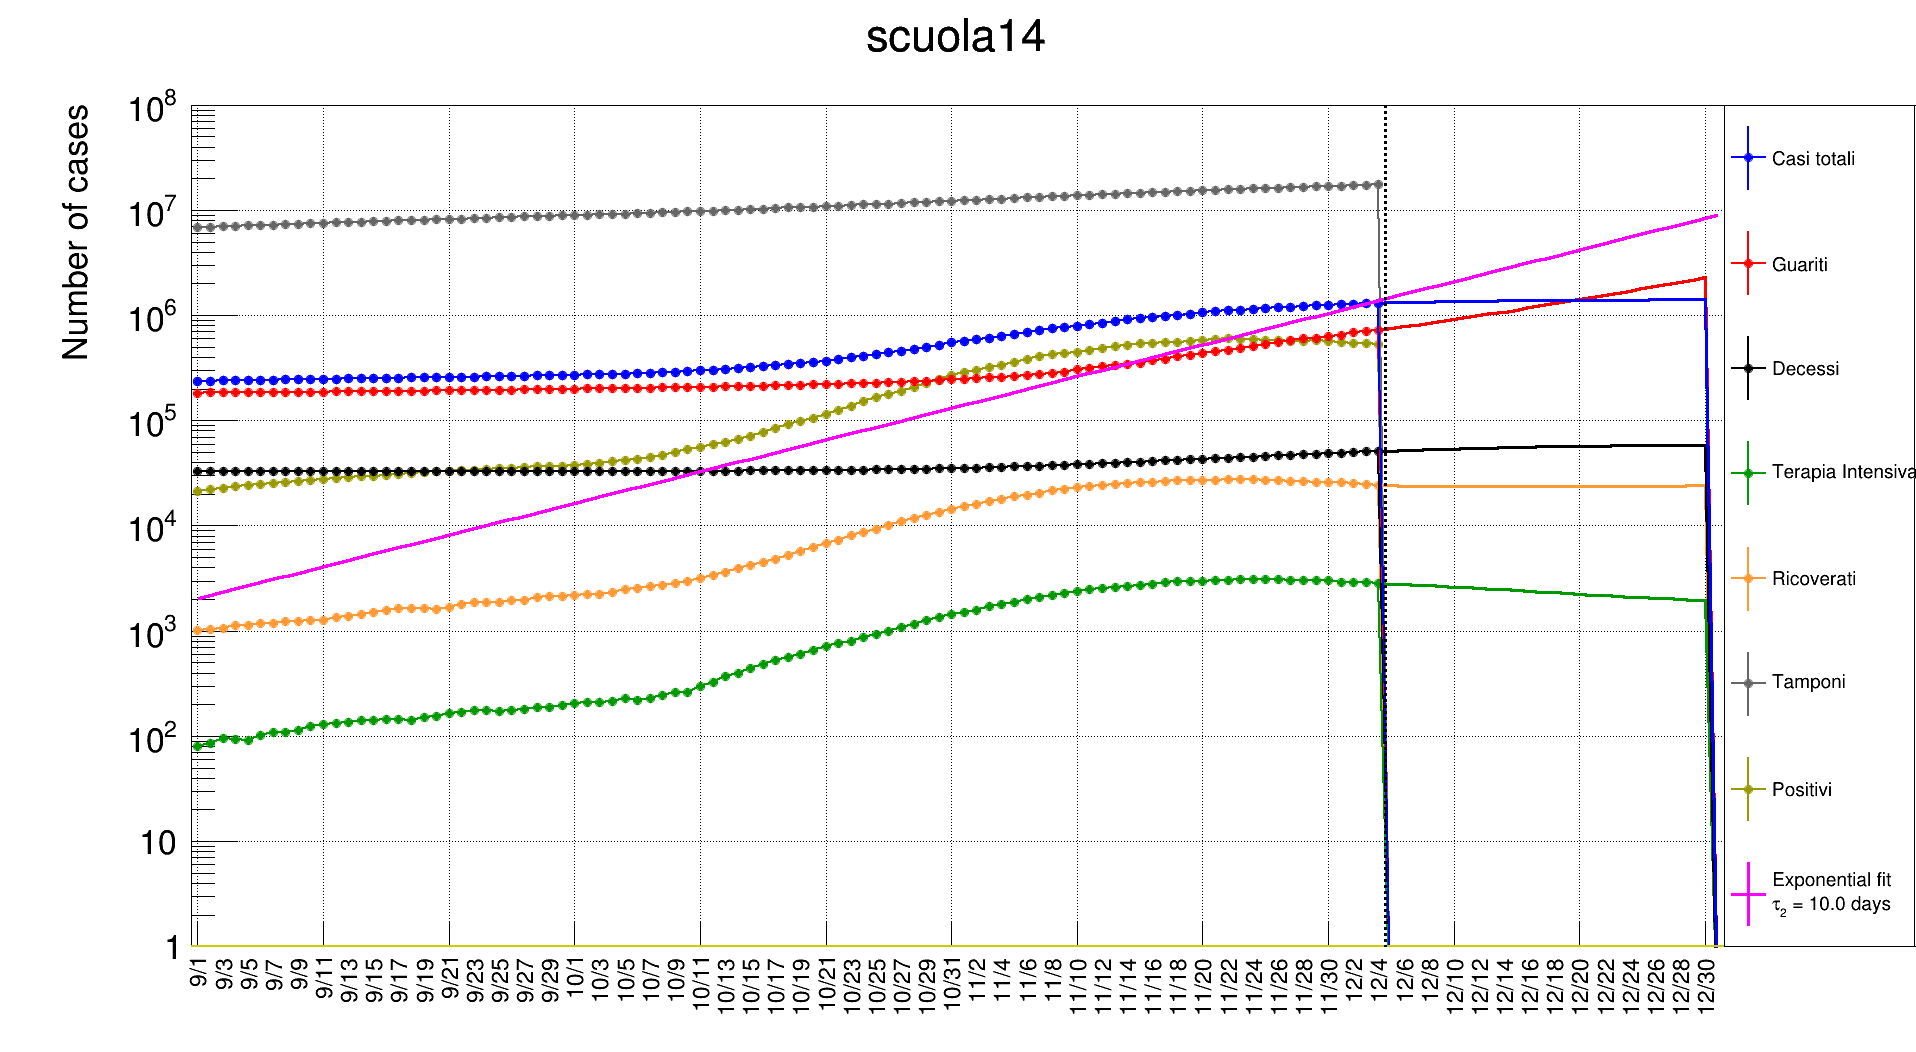 scuola14
Number of cases
10^8
10^7
10^6
10^5
10^4
10^3
10^2
10
1
9/1 9/3 9/5 9/7 9/9 9/11 9/13 9/15 9/17 9/19 9/21 9/23 9/25 9/27 9/29 10/1 10/3 10/5 10/7 10/9 10/11 10/13 10/15 10/17 10/19 10/21 10/23 10/25 10/27 10/29 10/31 11/2 11/4 11/6 11/8 11/10 11/12 11/14 11/16 11/18 11/20 11/22 11/24 11/26 11/28 11/30 12/2 12/4 12/6 12/8 12/10 12/12 12/14 12/16 12/18 12/20 12/22 12/24 12/26 12/28 12/30
Casi totali
Guariti
Decessi
Terapia Intensiva
Ricoverati
Tamponi
Positivi
Exponential fit
τ₂ = 10.0 days